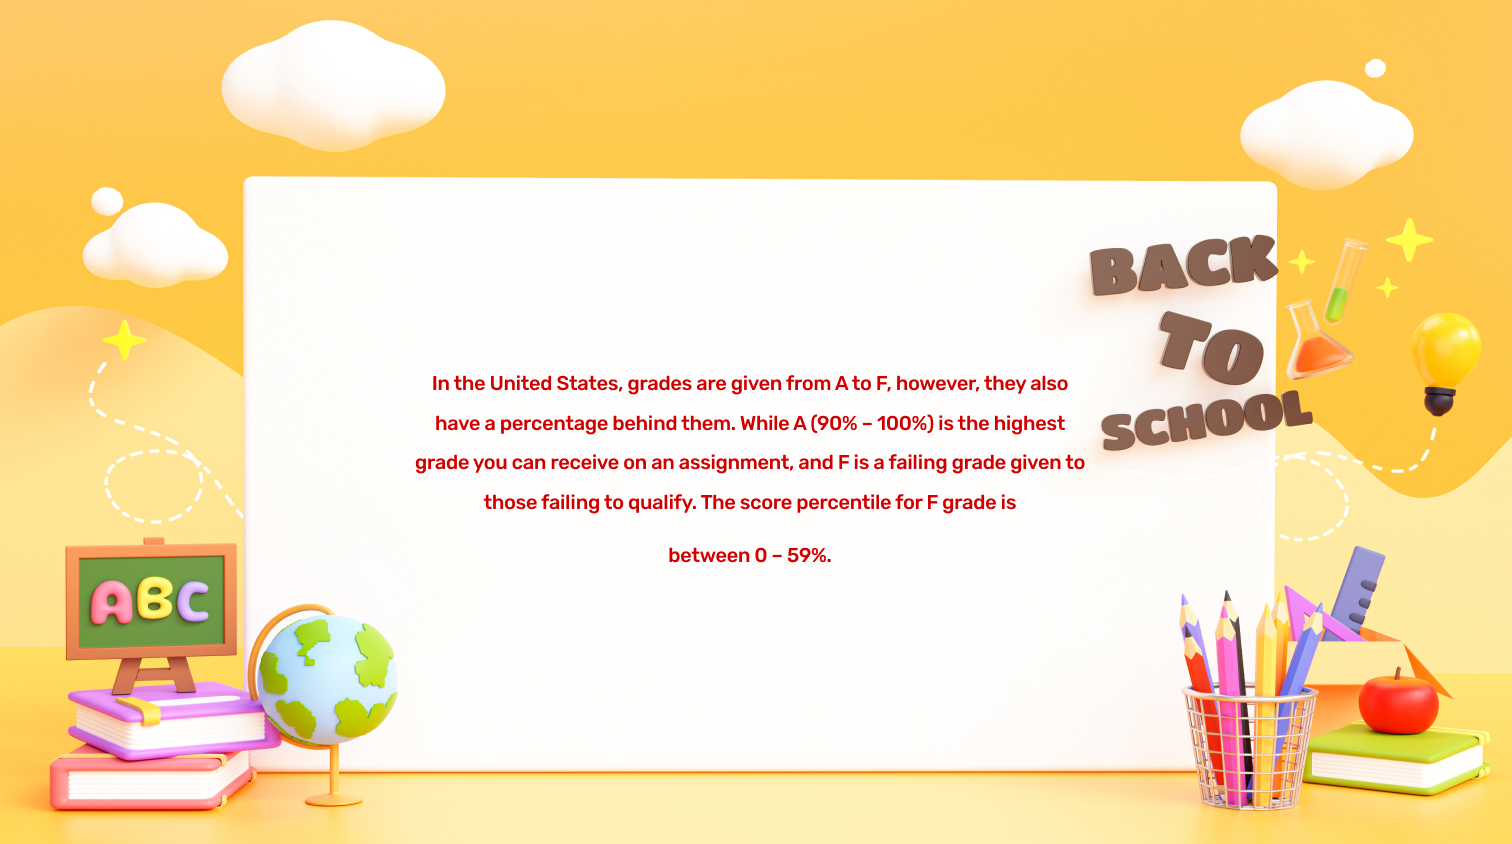 BACK
TO
SCHOOL
In the United States, grades are given from A to F, however, they also
have a percentage behind them. While A (90% – 100%) is the highest
grade you can receive on an assignment, and F is a failing grade given to
those failing to qualify. The score percentile for F grade is
between 0 – 59%.
ABC